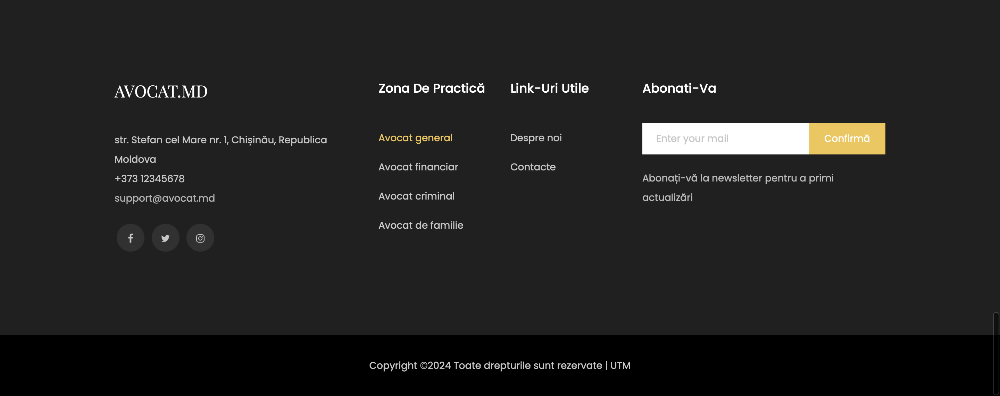 AVOCAT.MD
str. Stefan cel Mare nr. 1, Chișinău, Republica
Moldova
+373 12345678
support@avocat.md
Zona De Practică
Avocat general
Avocat financiar
Avocat criminal
Avocat de familie
Link-Uri Utile
Despre noi
Contacte
Abonati-Va
Enter your mail
Confirmă
Abonați-vă la newsletter pentru a primi
actualizări
Copyright ©2024 Toate drepturile sunt rezervate | UTM